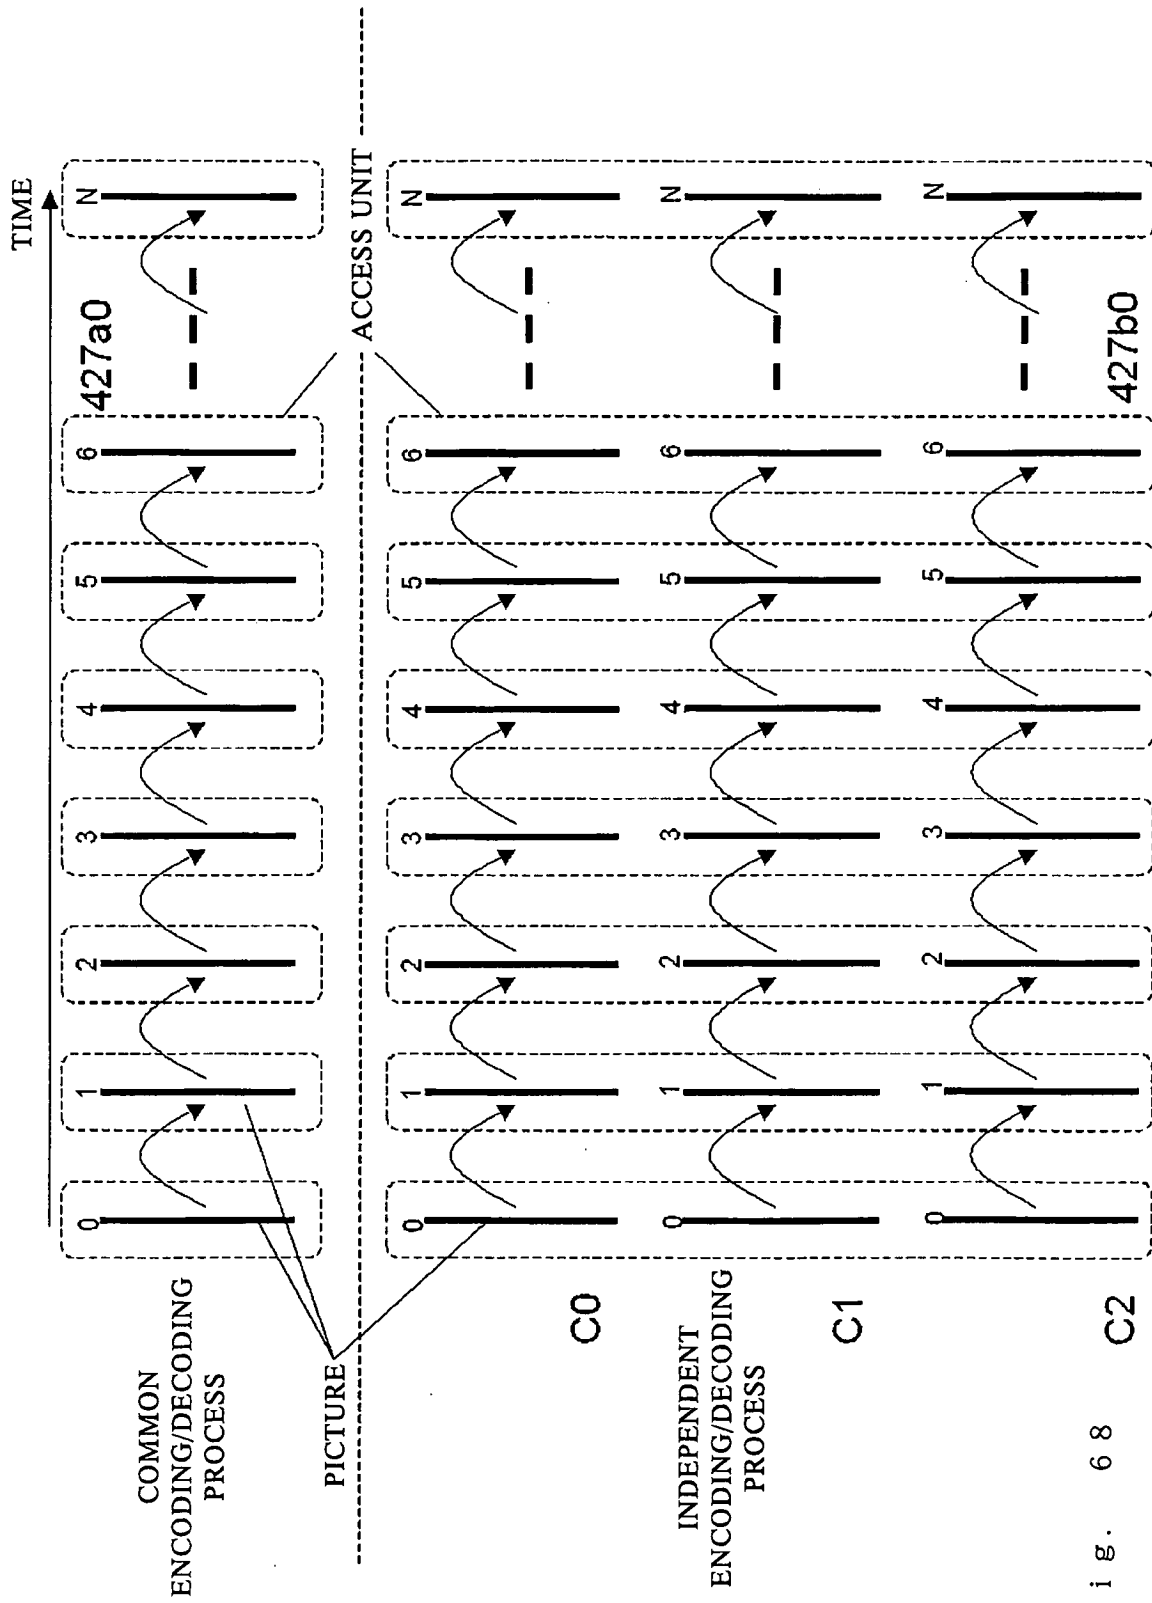 TIME
COMMON
ENCODING/DECODING
PROCESS
0 1 2 3 4 5 6 N
427a0
PICTURE
ACCESS UNIT
0 1 2 3 4 5 6 N
C0
INDEPENDENT
ENCODING/DECODING
PROCESS
0 1 2 3 4 5 6 N
C1
0 1 2 3 4 5 6 N
C2
427b0
i g. 6 8